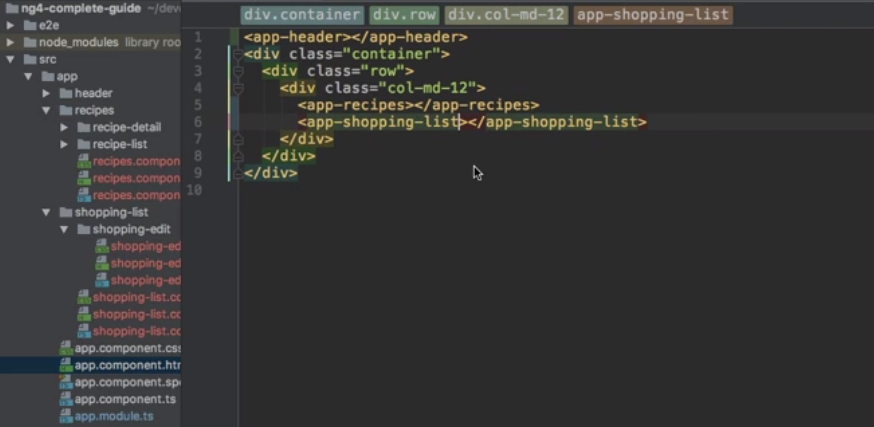 ng4-complete-guide ~/dev
e2e
node_modules library roo
src
app
header
recipes
recipe-detail
recipe-list
recipes.compon
recipes.compon
recipes.compon
shopping-list
shopping-edit
shopping-ed
shopping-ed
shopping-ed
shopping-list.cc
shopping-list.cc
shopping-list.cc
app.component.css
app.component.htr
app.component.spe
app.component.ts
app.module.ts
div.container div.row div.col-md-12 app-shopping-list
1 <app-header></app-header>
2 <div class="container">
3 <div class="row">
4 <div class="col-md-12">
5 <app-recipes></app-recipes>
6 <app-shopping-list></app-shopping-list>
7 </div>
8 </div>
9 </div>
10